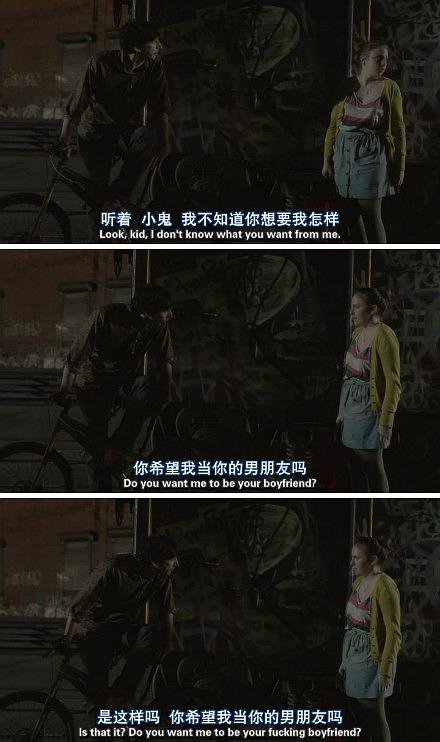 听着 小鬼 我不知道你想要我怎样
Look, kid, I don't know what you want from me.
你希望我当你的男朋友吗
Do you want me to be your boyfriend?
是这样吗 你希望我当你的男朋友吗
Is that it? Do you want me to be your fucking boyfriend?